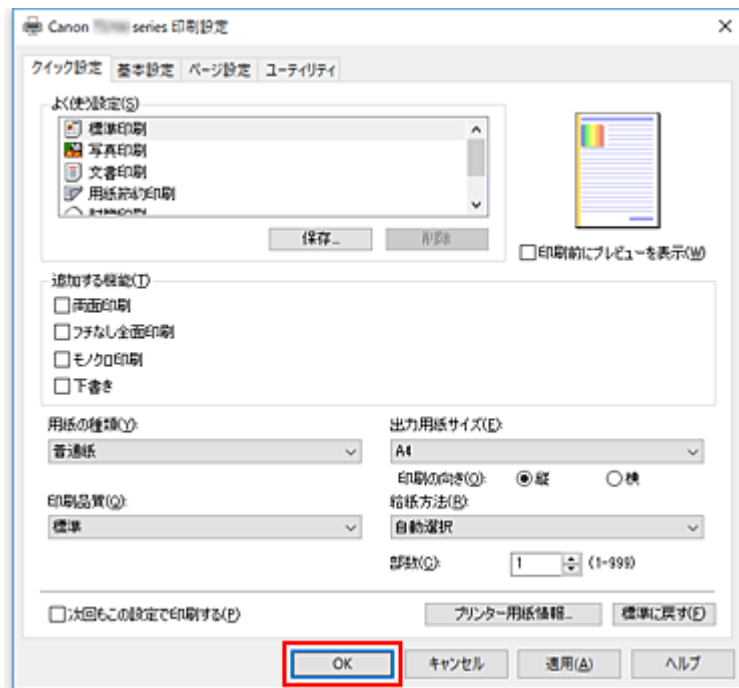 Canon series 印刷設定
クイック設定 基本設定 ページ設定 ユーティリティ
よく使う設定(S)
標準印刷
写真印刷
文書印刷
用紙節約印刷
保存...
削除
印刷前にプレビューを表示(W)
追加する機能(T)
両面印刷
フチなし全面印刷
モノクロ印刷
下書き
用紙の種類(Y):
普通紙
出力用紙サイズ(E):
A4
印刷の向き(O): 縦 横
印刷品質(Q):
標準
給紙方法(R):
自動選択
部数(C): 1 (1-999)
次回もこの設定で印刷する(P)
プリンター用紙情報...
標準に戻す(F)
OK キャンセル 適用(A) ヘルプ